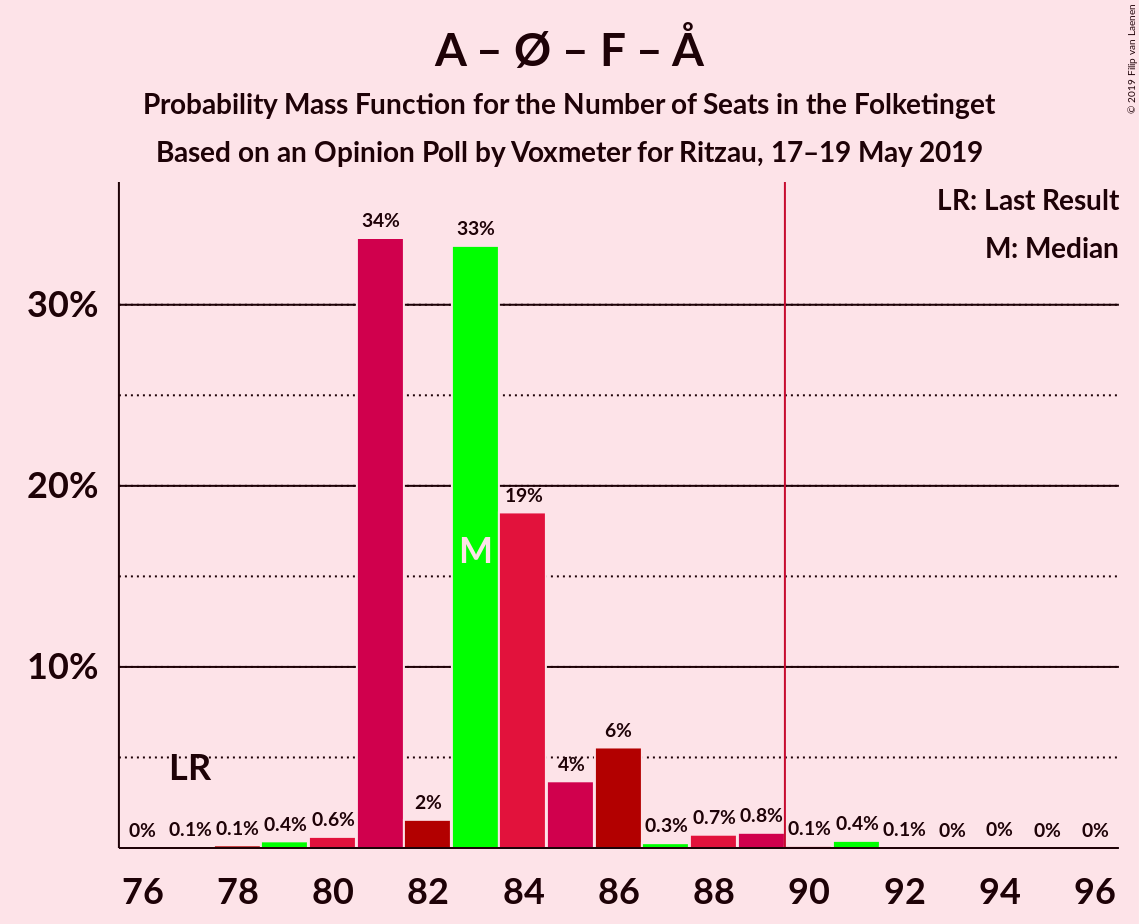 A – Ø – F – Å
Probability Mass Function for the Number of Seats in the Folketinget
Based on an Opinion Poll by Voxmeter for Ritzau, 17–19 May 2019
© 2019 Filip van Laenen
LR: Last Result
M: Median
30%
20%
10%
34%
33%
19%
M
6%
4%
LR
2%
0% 0.1% 0.1% 0.4% 0.6% 0.3% 0.7% 0.8% 0.1% 0.4% 0.1% 0% 0% 0% 0%
76 78 80 82 84 86 88 90 92 94 96